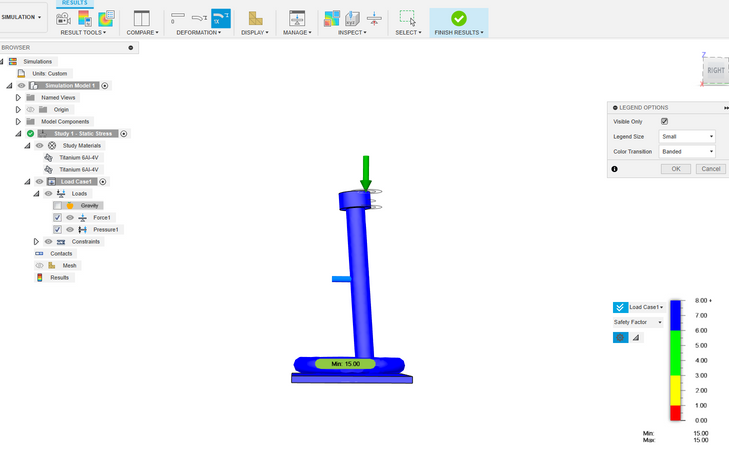 RESULTS
SIMULATION
0
1X
RESULT TOOLS
COMPARE
DEFORMATION
DISPLAY
MANAGE
INSPECT
SELECT
FINISH RESULTS
BROWSER
Simulations
Units: Custom
Simulation Model 1
Named Views
Origin
Model Components
Study 1 - Static Stress
Study Materials
Titanium 6Al-4V
Titanium 6Al-4V
Load Case1
Loads
Gravity
Force1
Pressure1
Constraints
Contacts
Mesh
Results
Min: 15.00
Z
RIGHT
X
LEGEND OPTIONS
Visible Only
Legend Size Small
Color Transition Banded
OK Cancel
Load Case1
Safety Factor
8.00 +
7.00
6.00
5.00
4.00
3.00
2.00
1.00
0.00
Min: 15.00
Max: 15.00